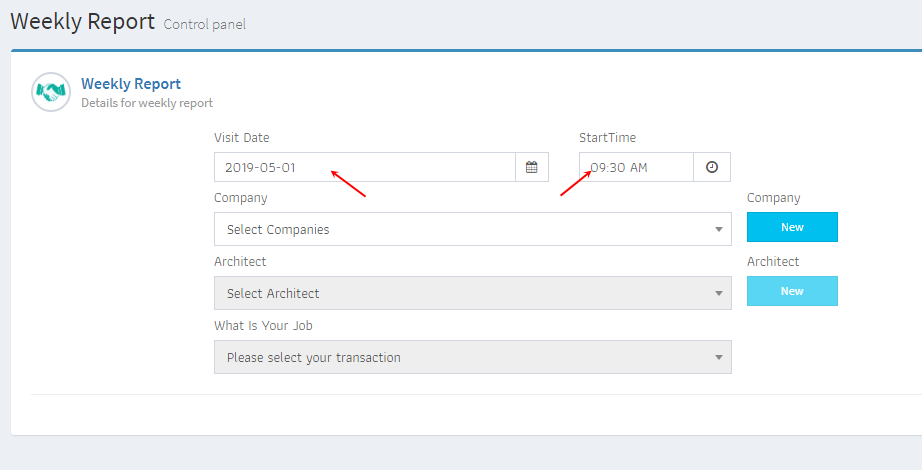 Weekly Report Control panel
Weekly Report
Details for weekly report
Visit Date StartTime
2019-05-01 09:30 AM
Company Company
Select Companies New
Architect Architect
Select Architect New
What Is Your Job
Please select your transaction